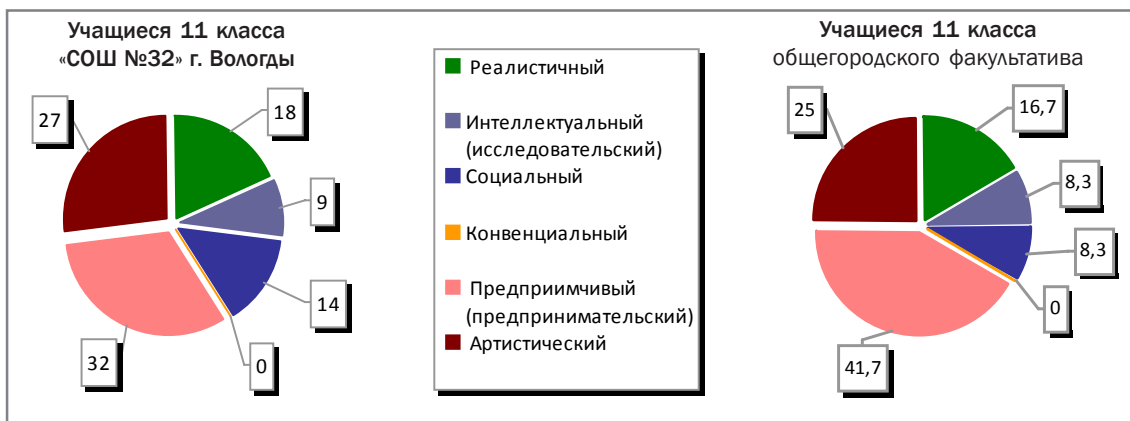 Учащиеся 11 класса
«СОШ №32» г. Вологды
27
18
9
14
0
32
Реалистичный
Интеллектуальный
(исследовательский)
Социальный
Конвенциальный
Предприимчивый
(предпринимательский)
Артистический
Учащиеся 11 класса
общегородского факультатива
25
16,7
8,3
8,3
0
41,7